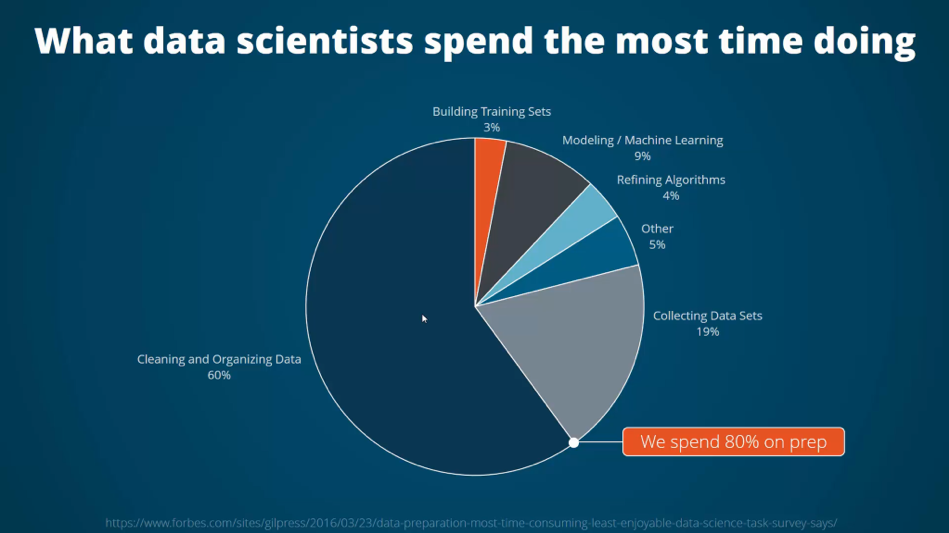 What data scientists spend the most time doing
Building Training Sets
3%
Modeling / Machine Learning
9%
Refining Algorithms
4%
Other
5%
Collecting Data Sets
19%
Cleaning and Organizing Data
60%
We spend 80% on prep
https://www.forbes.com/sites/gilpress/2016/03/23/data-preparation-most-time-consuming-least-enjoyable-data-science-task-survey-says/